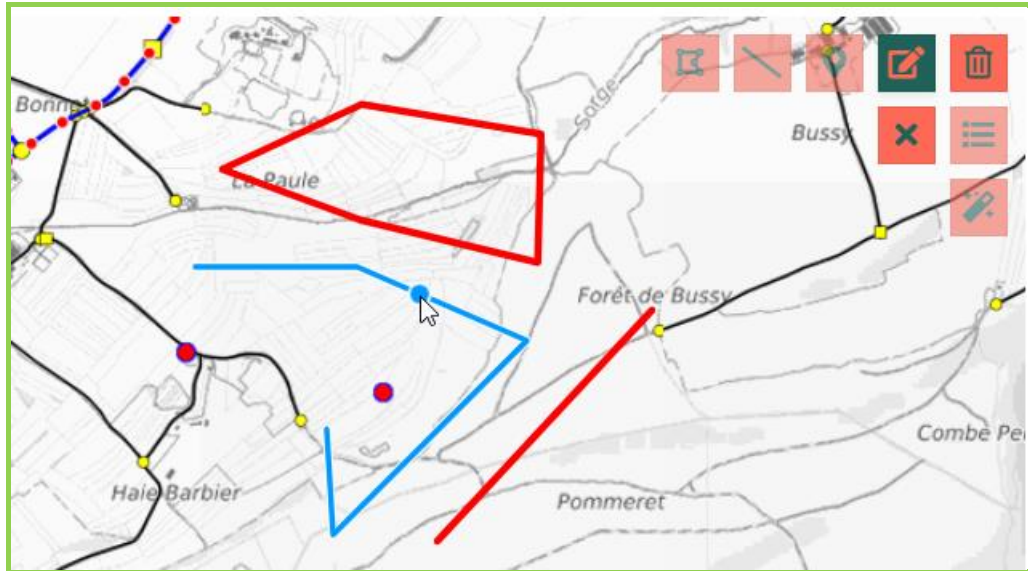 Sorge
Bonne
Bussy
La Paule
Forêt de Bussy
Combe Pe
Haie Barbier
Pommeret